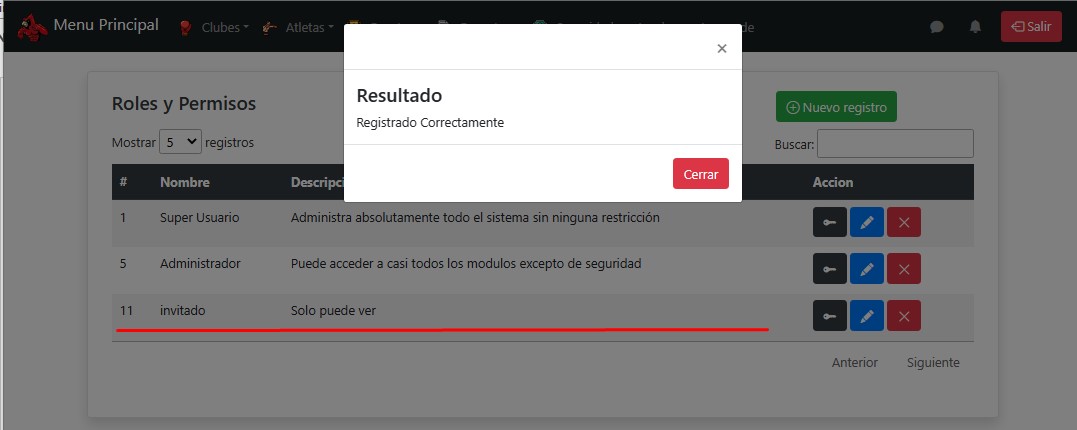 Menu Principal Clubes Atletas de Salir
×
Resultado
Registrado Correctamente
Cerrar
Roles y Permisos
Nuevo registro
Mostrar 5 registros
Buscar:
# Nombre Descripci Accion
1 Super Usuario Administra absolutamente todo el sistema sin ninguna restricción
5 Administrador Puede acceder a casi todos los modulos excepto de seguridad
11 invitado Solo puede ver
Anterior Siguiente